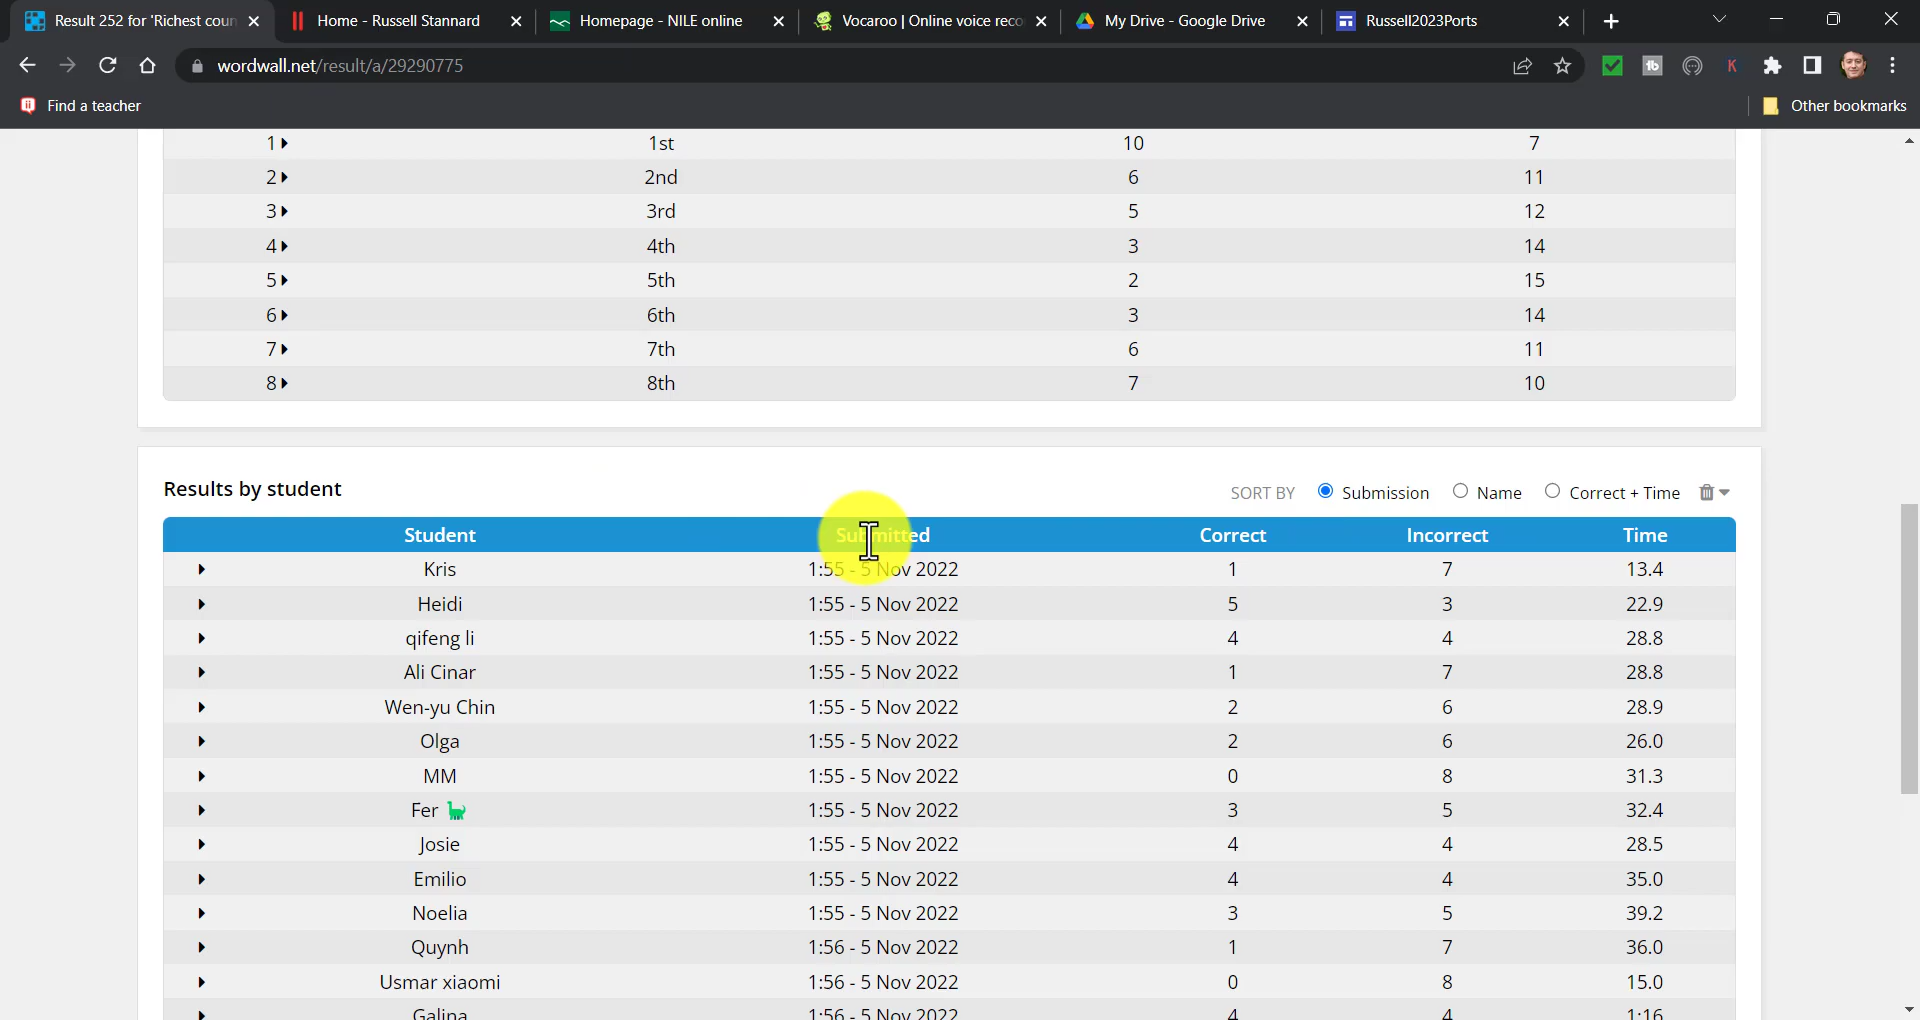 Result 252 for 'Richest coun
Home - Russell Stannard
Homepage - NILE online
Vocaroo | Online voice reco
My Drive - Google Drive
Russell2023Ports
wordwall.net/result/a/29290775
Find a teacher
Other bookmarks
1 1st 10 7
2 2nd 6 11
3 3rd 5 12
4 4th 3 14
5 5th 2 15
6 6th 3 14
7 7th 6 11
8 8th 7 10
Results by student
SORT BY Submission Name Correct + Time
Student Submitted Correct Incorrect Time
Kris 1:55 - 5 Nov 2022 1 7 13.4
Heidi 1:55 - 5 Nov 2022 5 3 22.9
qifeng li 1:55 - 5 Nov 2022 4 4 28.8
Ali Cinar 1:55 - 5 Nov 2022 1 7 28.8
Wen-yu Chin 1:55 - 5 Nov 2022 2 6 28.9
Olga 1:55 - 5 Nov 2022 2 6 26.0
MM 1:55 - 5 Nov 2022 0 8 31.3
Fer 1:55 - 5 Nov 2022 3 5 32.4
Josie 1:55 - 5 Nov 2022 4 4 28.5
Emilio 1:55 - 5 Nov 2022 4 4 35.0
Noelia 1:55 - 5 Nov 2022 3 5 39.2
Quynh 1:56 - 5 Nov 2022 1 7 36.0
Usmar xiaomi 1:56 - 5 Nov 2022 0 8 15.0
Galina 1:56 - 5 Nov 2022 4 4 1:16